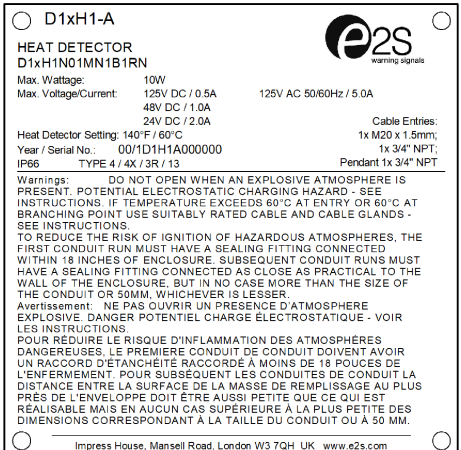 D1xH1-A
e2S
warning signals
HEAT DETECTOR
D1xH1N01MN1B1RN
Max. Wattage: 10W
Max. Voltage/Current: 125V DC / 0.5A 125V AC 50/60Hz / 5.0A
48V DC / 1.0A
24V DC / 2.0A Cable Entries:
Heat Detector Setting: 140°F / 60°C 1x M20 x 1.5mm;
Year / Serial No.: 00/1D1H1A000000 1x 3/4" NPT;
IP66 TYPE 4 / 4X / 3R / 13 Pendant 1x 3/4" NPT
Warnings: DO NOT OPEN WHEN AN EXPLOSIVE ATMOSPHERE IS
PRESENT. POTENTIAL ELECTROSTATIC CHARGING HAZARD - SEE
INSTRUCTIONS. IF TEMPERATURE EXCEEDS 60°C AT ENTRY OR 60°C AT
BRANCHING POINT USE SUITABLY RATED CABLE AND CABLE GLANDS -
SEE INSTRUCTIONS.
TO REDUCE THE RISK OF IGNITION OF HAZARDOUS ATMOSPHERES, THE
FIRST CONDUIT RUN MUST HAVE A SEALING FITTING CONNECTED
WITHIN 18 INCHES OF ENCLOSURE. SUBSEQUENT CONDUIT RUNS MUST
HAVE A SEALING FITTING CONNECTED AS CLOSE AS PRACTICAL TO THE
WALL OF THE ENCLOSURE, BUT IN NO CASE MORE THAN THE SIZE OF
THE CONDUIT OR 50MM, WHICHEVER IS LESSER.
Avertissement: NE PAS OUVRIR UN PRESENCE D'ATMOSPHERE
EXPLOSIVE. DANGER POTENTIEL CHARGE ÉLECTROSTATIQUE - VOIR
LES INSTRUCTIONS.
POUR RÉDUIRE LE RISQUE D'INFLAMMATION DES ATMOSPHÈRES
DANGEREUSES, LE PREMIERE CONDUIT DE CONDUIT DOIVENT AVOIR
UN RACCORD D'ÉTANCHÉITÉ RACCORDÉ À MOINS DE 18 POUCES DE
L'ENFERMEMENT. POUR SUBSÉQUENT LES CONDUITES DE CONDUIT LA
DISTANCE ENTRE LA SURFACE DE LA MASSE DE REMPLISSAGE AU PLUS
PRÈS DE L'ENVELOPPE DOIT ÊTRE AUSSI PETITE QUE CE QUI EST
RÉALISABLE MAIS EN AUCUN CAS SUPÉRIEURE À LA PLUS PETITE DES
DIMENSIONS CORRESPONDANT À LA TAILLE DU CONDUIT OU À 50 MM.
Impress House, Mansell Road, London W3 7QH UK www.e2s.com